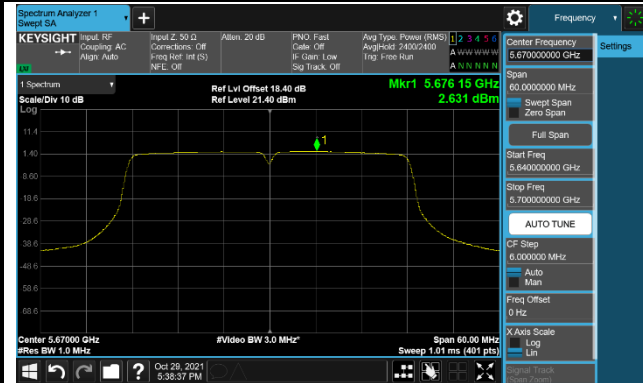 Spectrum Analyzer 1
Swept SA
+
Frequency
KEYSIGHT
Input: RF
Coupling: AC
Align: Auto
Input Z: 50 Ω
Corrections: Off
Freq Ref: Int (S)
NFE: Off
Atten: 20 dB
PNO: Fast
Gate: Off
IF Gain: Low
Sig Track: Off
Avg Type: Power (RMS)
Avg|Hold: 2400/2400
Trig: Free Run
1 2 3 4 5 6
A W W W W W
A N N N N N
1 Spectrum
Scale/Div 10 dB
Log
Ref Lvl Offset 18.40 dB
Ref Level 21.40 dBm
Mkr1 5.676 15 GHz
2.631 dBm
1
11.4
1.40
-8.60
-18.6
-28.6
-38.6
-48.6
-58.6
-68.6
Center 5.67000 GHz
#Res BW 1.0 MHz
#Video BW 3.0 MHz*
Span 60.00 MHz
Sweep 1.01 ms (401 pts)
Center Frequency
5.670000000 GHz
Settings
Span
60.0000000 MHz
Swept Span
Zero Span
Full Span
Start Freq
5.640000000 GHz
Stop Freq
5.700000000 GHz
AUTO TUNE
CF Step
6.000000 MHz
Auto
Man
Freq Offset
0 Hz
X Axis Scale
Log
Lin
Signal Track
(Span Zoom)
?
Oct 29, 2021
5:38:37 PM